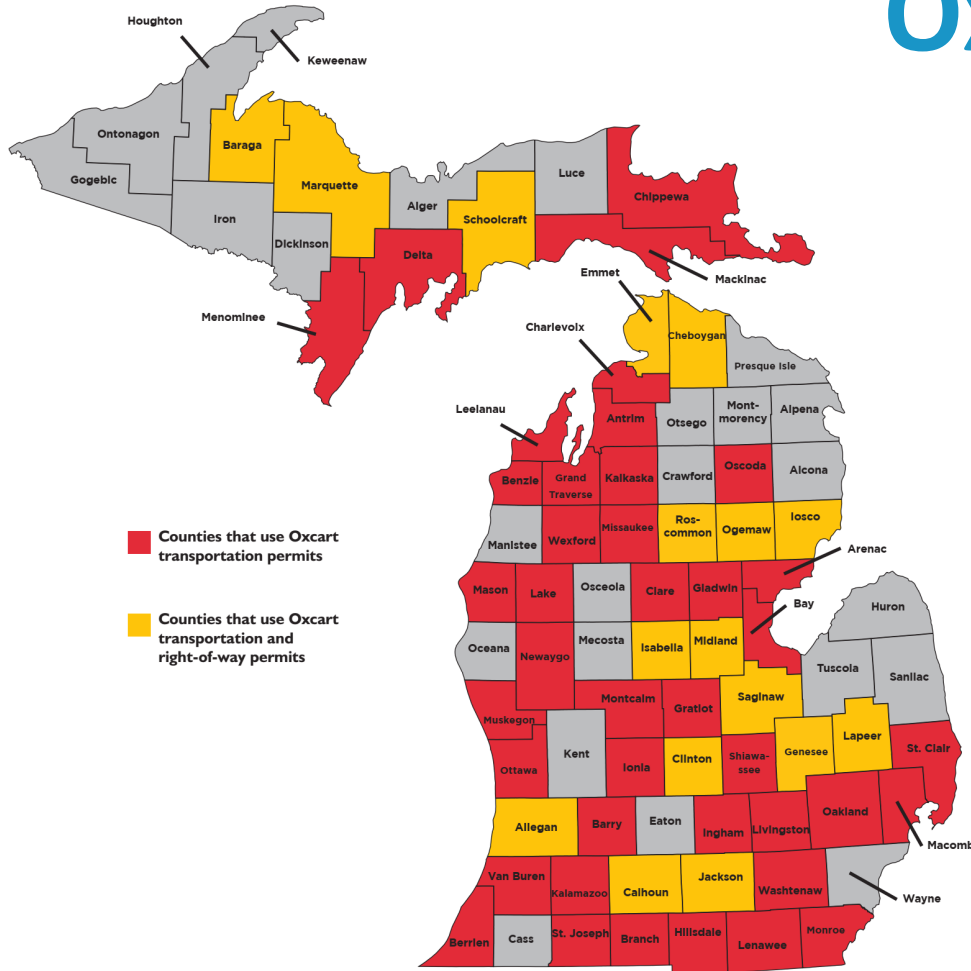 OX
Houghton
Keweenaw
Ontonagon
Baraga
Gogebic
Marquette
Iron
Dickinson
Alger
Schoolcraft
Luce
Chippewa
Delta
Mackinac
Menominee
Emmet
Cheboygan
Charlevoix
Presque Isle
Leelanau
Antrim
Otsego
Mont-
morency
Alpena
Benzie
Grand
Traverse
Kalkaska
Crawford
Oscoda
Alcona
Manistee
Wexford
Missaukee
Ros-
common
Ogemaw
Iosco
Counties that use Oxcart
transportation permits
Counties that use Oxcart
transportation and
right-of-way permits
Arenac
Mason
Lake
Osceola
Clare
Gladwin
Bay
Huron
Oceana
Newaygo
Mecosta
Isabella
Midland
Tuscola
Sanilac
Muskegon
Montcalm
Gratiot
Saginaw
Ottawa
Kent
Ionia
Clinton
Shiawa-
ssee
Genesee
Lapeer
St. Clair
Allegan
Barry
Eaton
Ingham
Livingston
Oakland
Macomb
Van Buren
Kalamazoo
Calhoun
Jackson
Washtenaw
Wayne
Berrien
Cass
St. Joseph
Branch
Hillsdale
Lenawee
Monroe